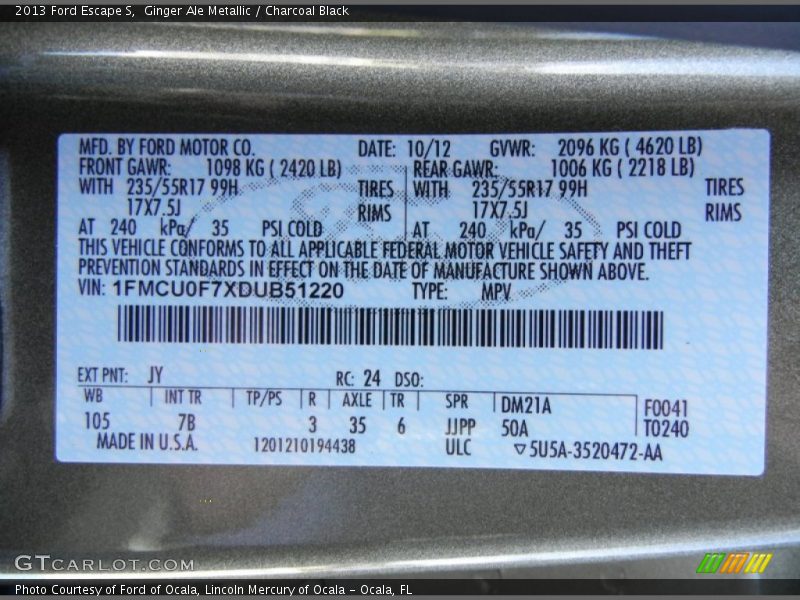 2013 Ford Escape S,  Ginger Ale Metallic / Charcoal Black
MFD. BY FORD MOTOR CO. DATE: 10/12 GVWR: 2096 KG ( 4620 LB)
FRONT GAWR: 1098 KG ( 2420 LB) REAR GAWR: 1006 KG ( 2218 LB)
WITH 235/55R17 99H TIRES WITH 235/55R17 99H TIRES
17X7.5J RIMS 17X7.5J RIMS
AT 240 kPa/ 35 PSI COLD AT 240 kPa/ 35 PSI COLD
THIS VEHICLE CONFORMS TO ALL APPLICABLE FEDERAL MOTOR VEHICLE SAFETY AND THEFT
PREVENTION STANDARDS IN EFFECT ON THE DATE OF MANUFACTURE SHOWN ABOVE.
VIN: 1FMCU0F7XDUB51220 TYPE: MPV
EXT PNT: JY RC: 24 DSO:
WB INT TR TP/PS R AXLE TR SPR DM21A F0041
105 7B 3 35 6 JJPP 50A T0240
MADE IN U.S.A. 1201210194438 ULC ▽5U5A-3520472-AA
GTCARLOT.COM
Photo Courtesy of Ford of Ocala, Lincoln Mercury of Ocala - Ocala, FL